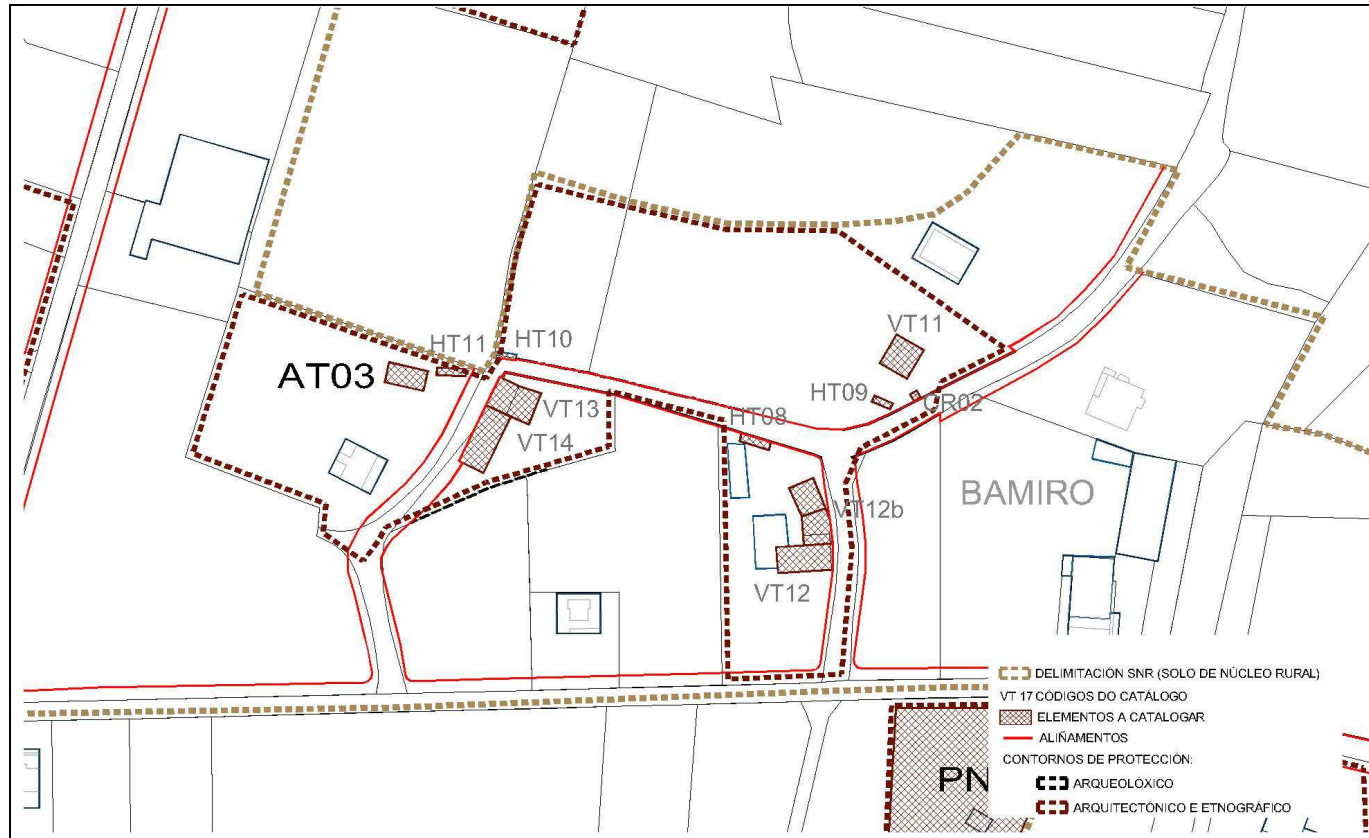 HT11
HT10
AT03
VT11
HT09
CR02
VT13
HT08
VT14
BAMIRO
VT12b
VT12
DELIMITACIÓN SNR (SOLO DE NÚCLEO RURAL)
VT 17 CÓDIGOS DO CATÁLOGO
ELEMENTOS A CATALOGAR
ALIÑAMENTOS
CONTORNOS DE PROTECCIÓN:
PN
ARQUEOLÓXICO
ARQUITECTÓNICO E ETNOGRÁFICO